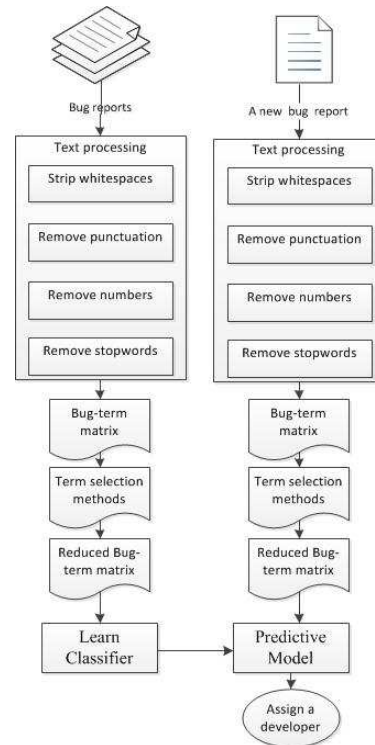 Bug reports
Text processing
Strip whitespaces
Remove punctuation
Remove numbers
Remove stopwords
Bug-term
matrix
Term selection
methods
Reduced Bug-
term matrix
Learn
Classifier
A new bug report
Text processing
Strip whitespaces
Remove punctuation
Remove numbers
Remove stopwords
Bug-term
matrix
Term selection
methods
Reduced Bug-
term matrix
Predictive
Model
Assign a
developer